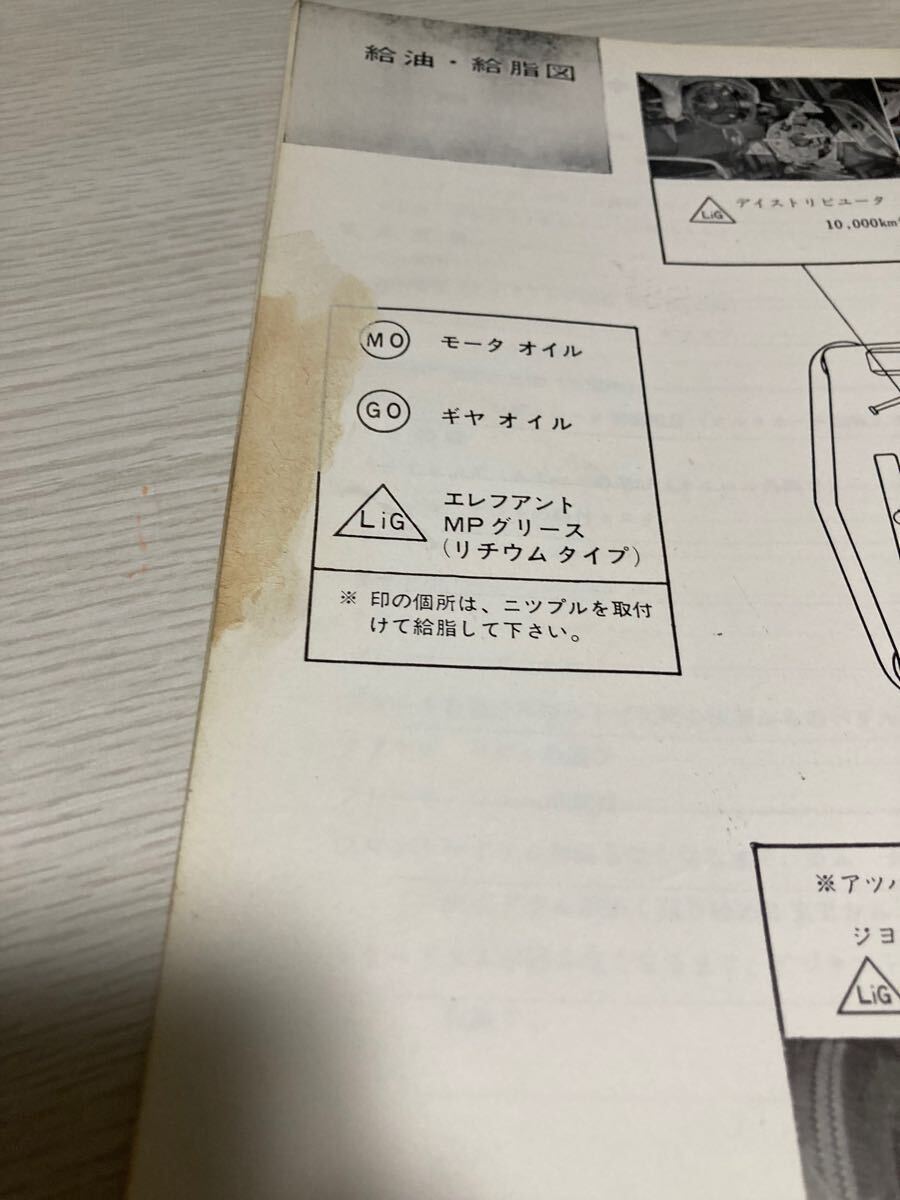 給油・給脂図
LiG デイストリビユータ
10,000km
MO モータ オイル
GO ギヤ オイル
LiG エレフアント
MPグリース
(リチウム タイプ)
※ 印の個所は、ニツプルを取付
けて給脂して下さい。
※アツパ
ジヨ
LiG